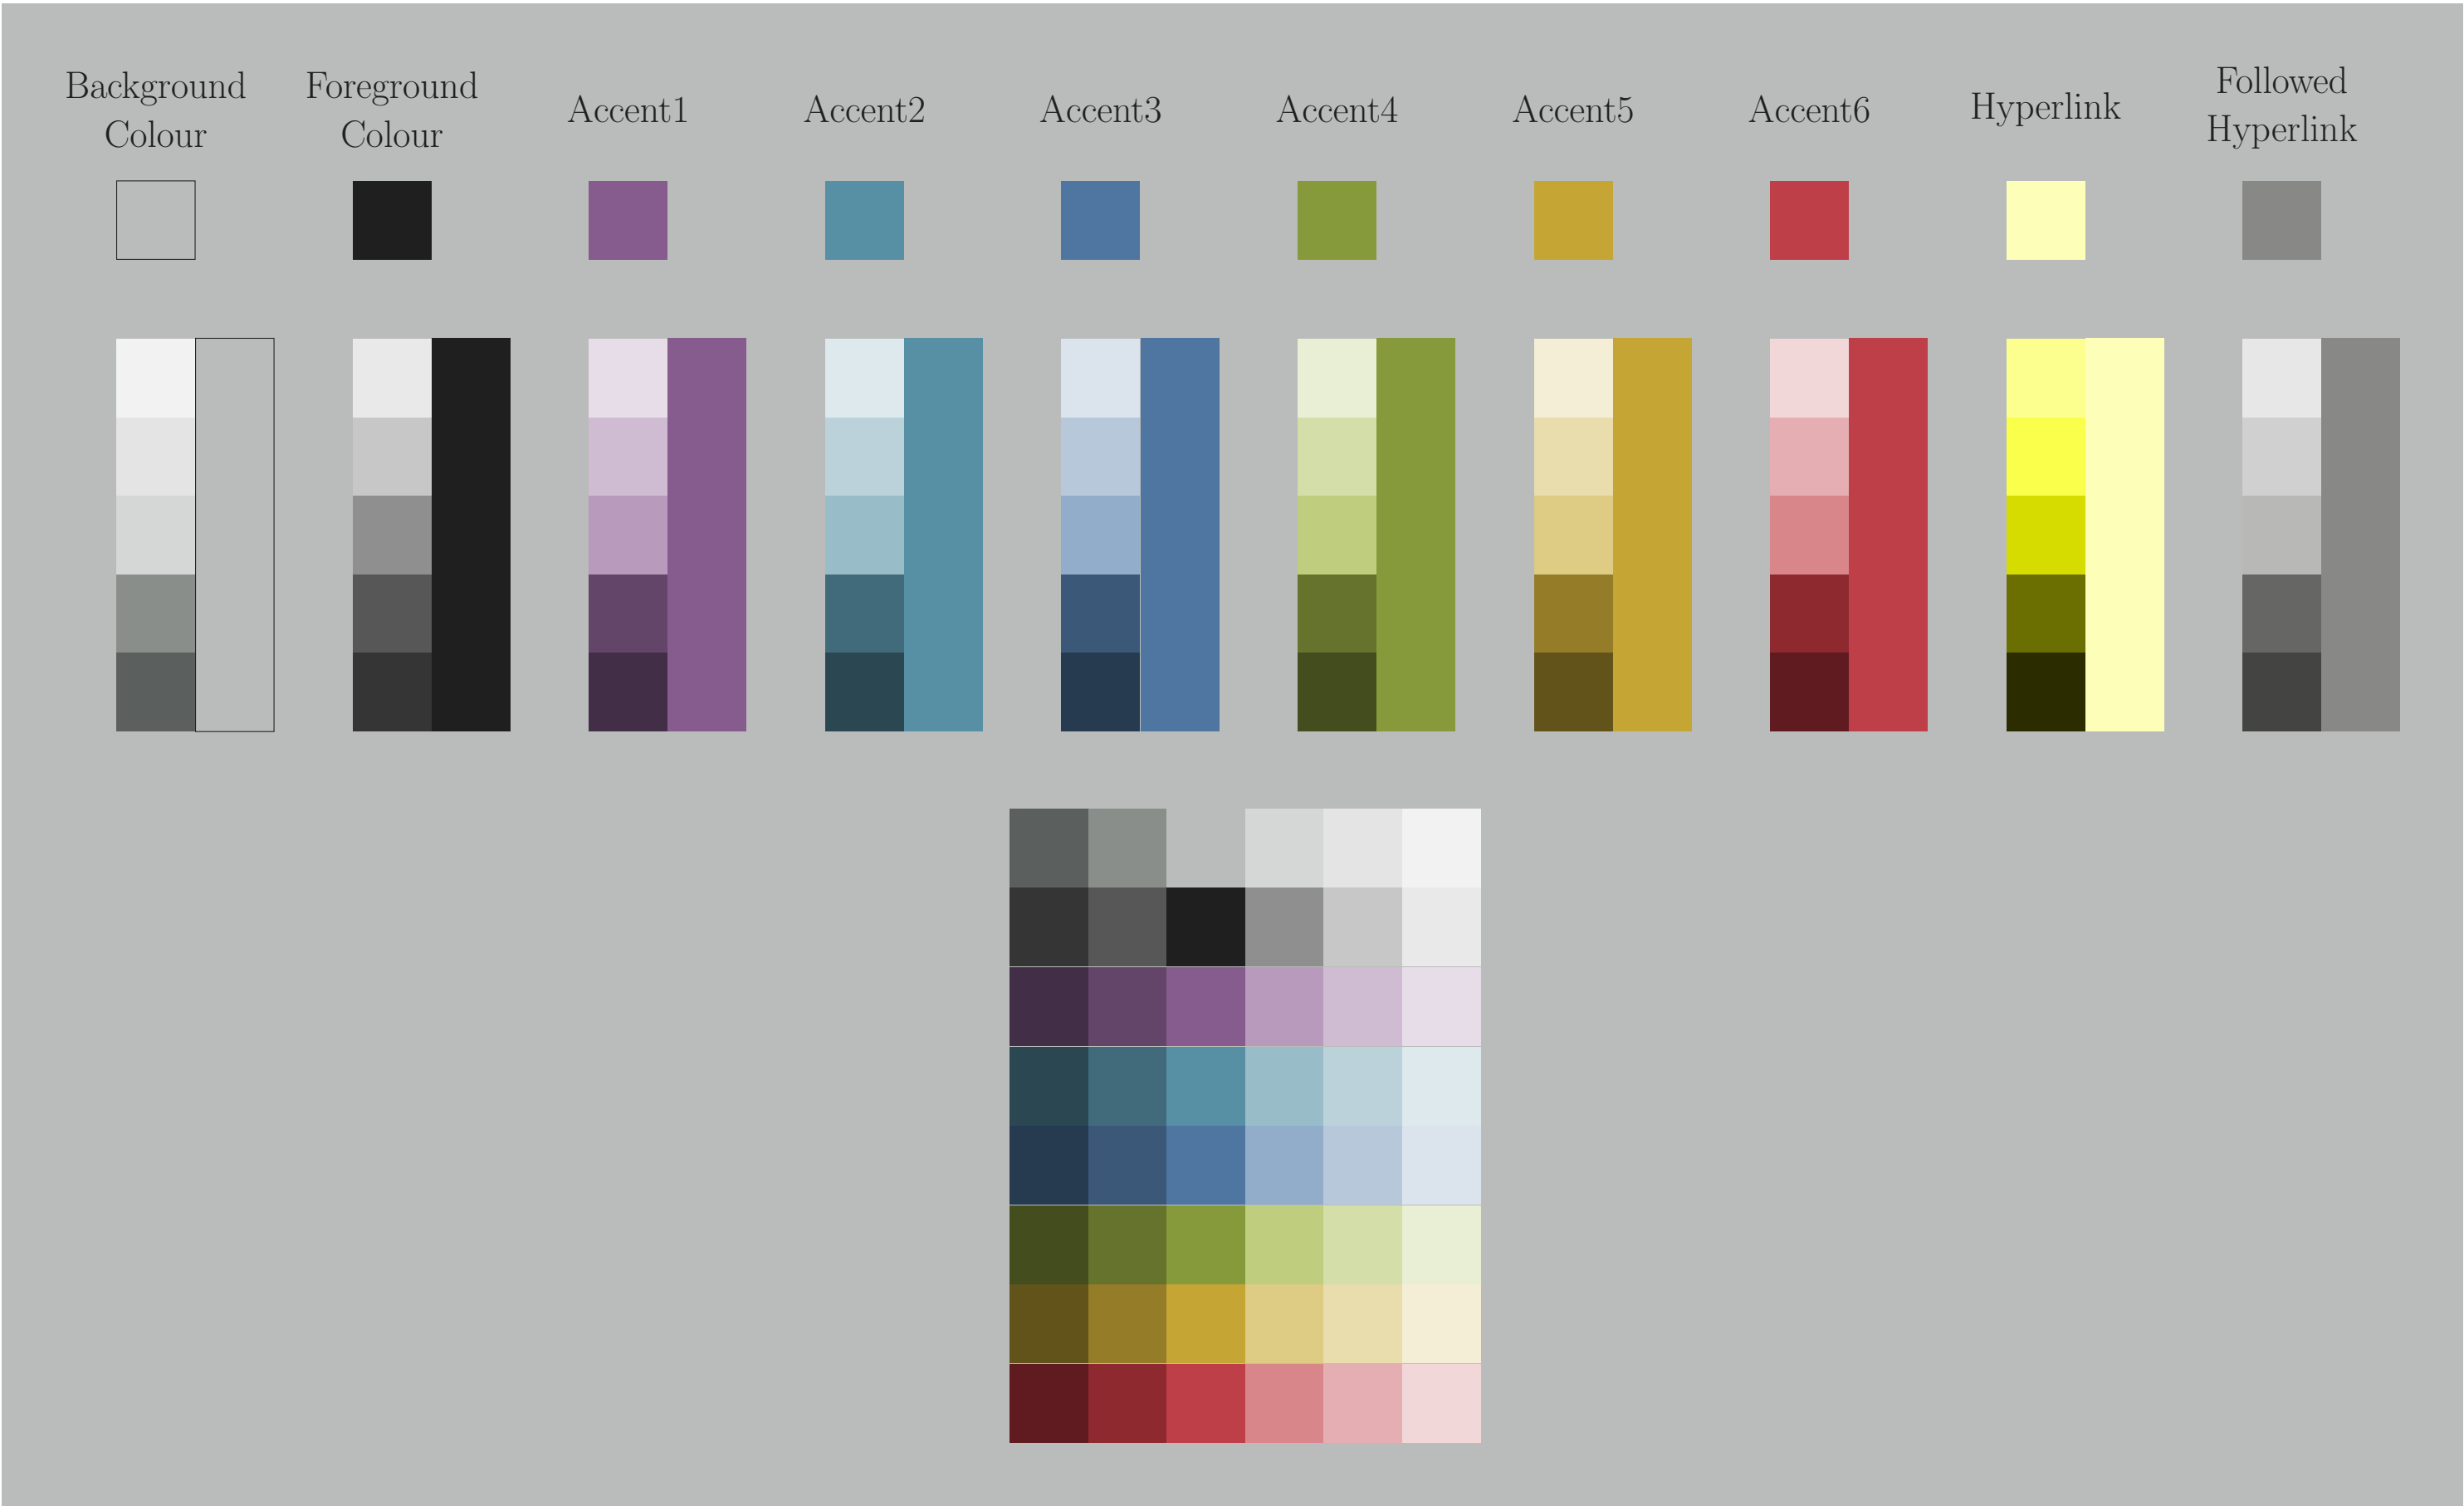 Background
Colour
Foreground
Colour
Accent1
Accent2
Accent3
Accent4
Accent5
Accent6
Hyperlink
Followed
Hyperlink